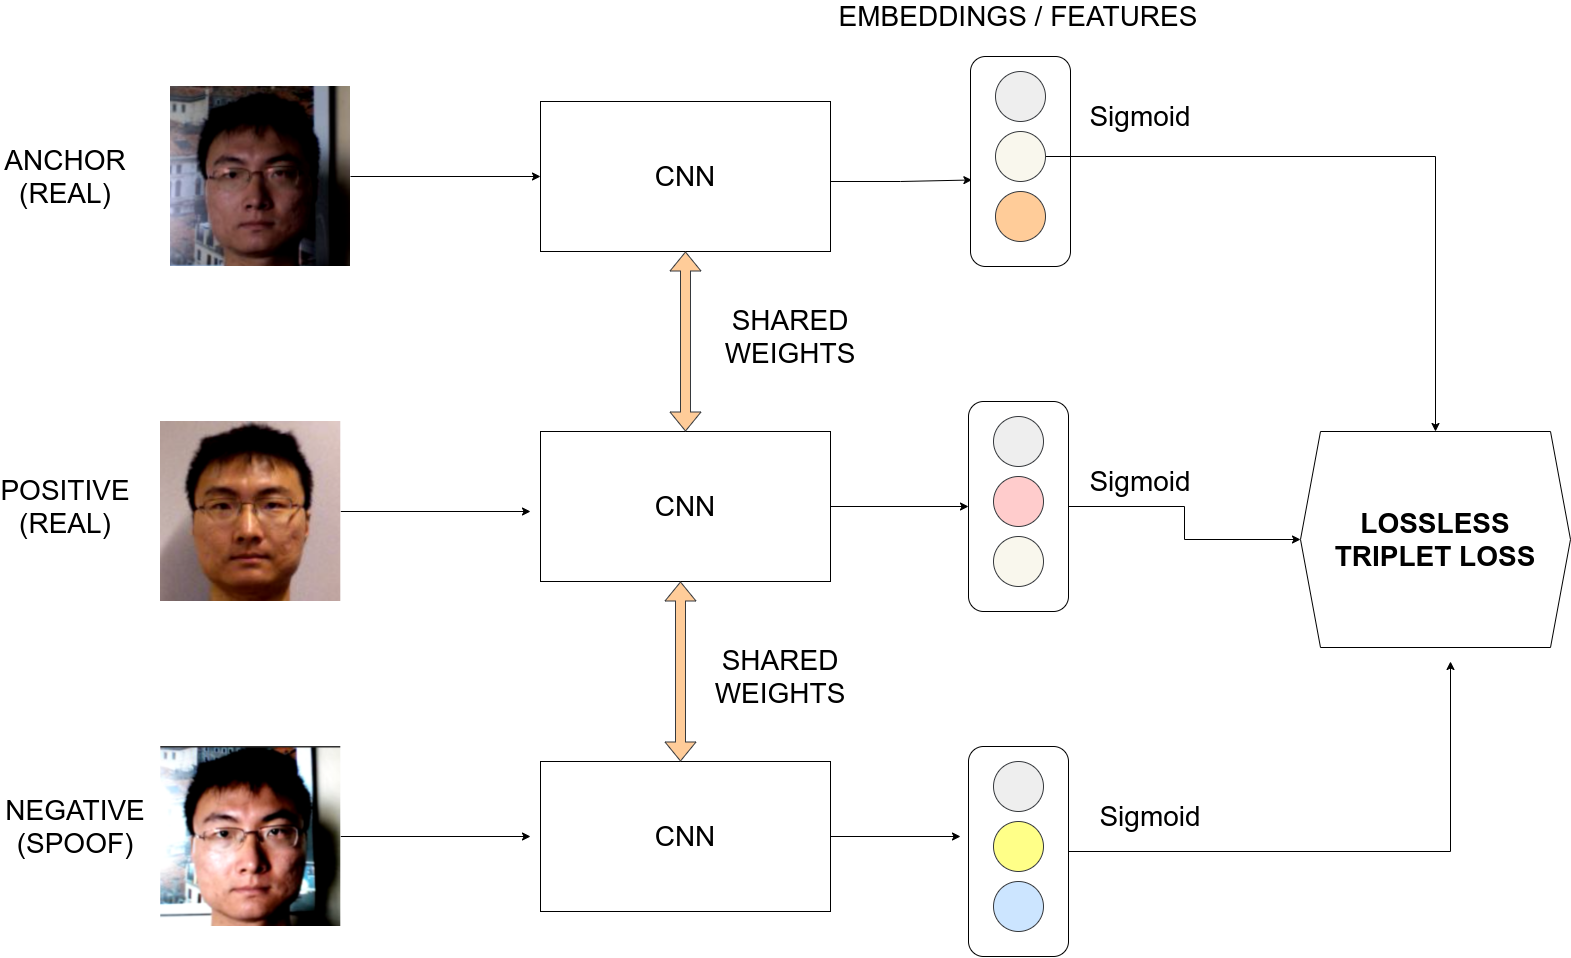 EMBEDDINGS / FEATURES
Sigmoid
ANCHOR
(REAL)
CNN
SHARED
WEIGHTS
POSITIVE
(REAL)
CNN
Sigmoid
LOSSLESS
TRIPLET LOSS
SHARED
WEIGHTS
NEGATIVE
(SPOOF)
CNN
Sigmoid